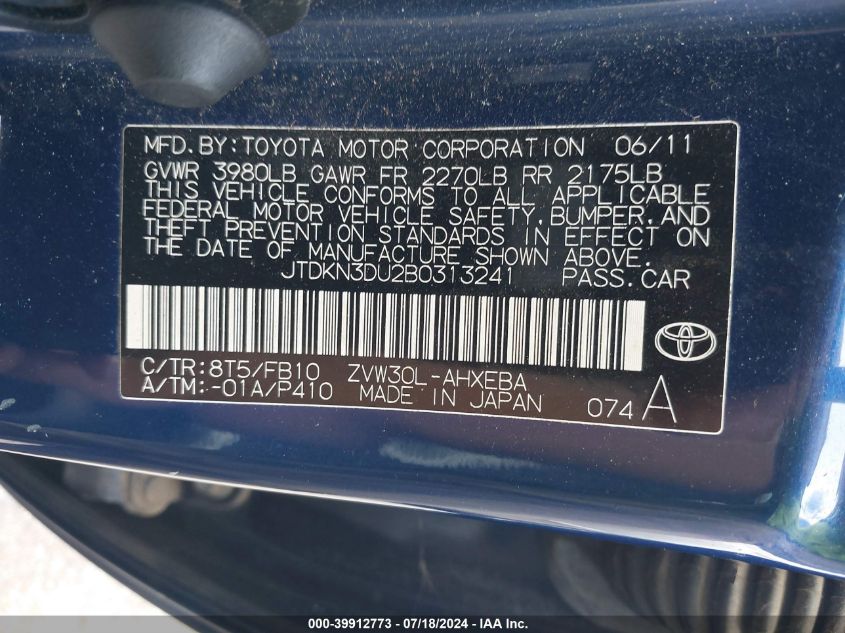 MFD. BY: TOYOTA MOTOR CORPORATION 06/11
GVWR 3980LB GAWR FR 2270LB RR 2175LB
THIS VEHICLE CONFORMS TO ALL APPLICABLE
FEDERAL MOTOR VEHICLE SAFETY, BUMPER, AND
THEFT PREVENTION STANDARDS IN EFFECT ON
THE DATE OF MANUFACTURE SHOWN ABOVE.
JTDKN3DU2B0313241 PASS.CAR
C/TR: 8T5/FB10 ZVW30L-AHXEBA
A/TM: -01A/P410 MADE IN JAPAN 074 A
000-39912773 - 07/18/2024 - IAA Inc.